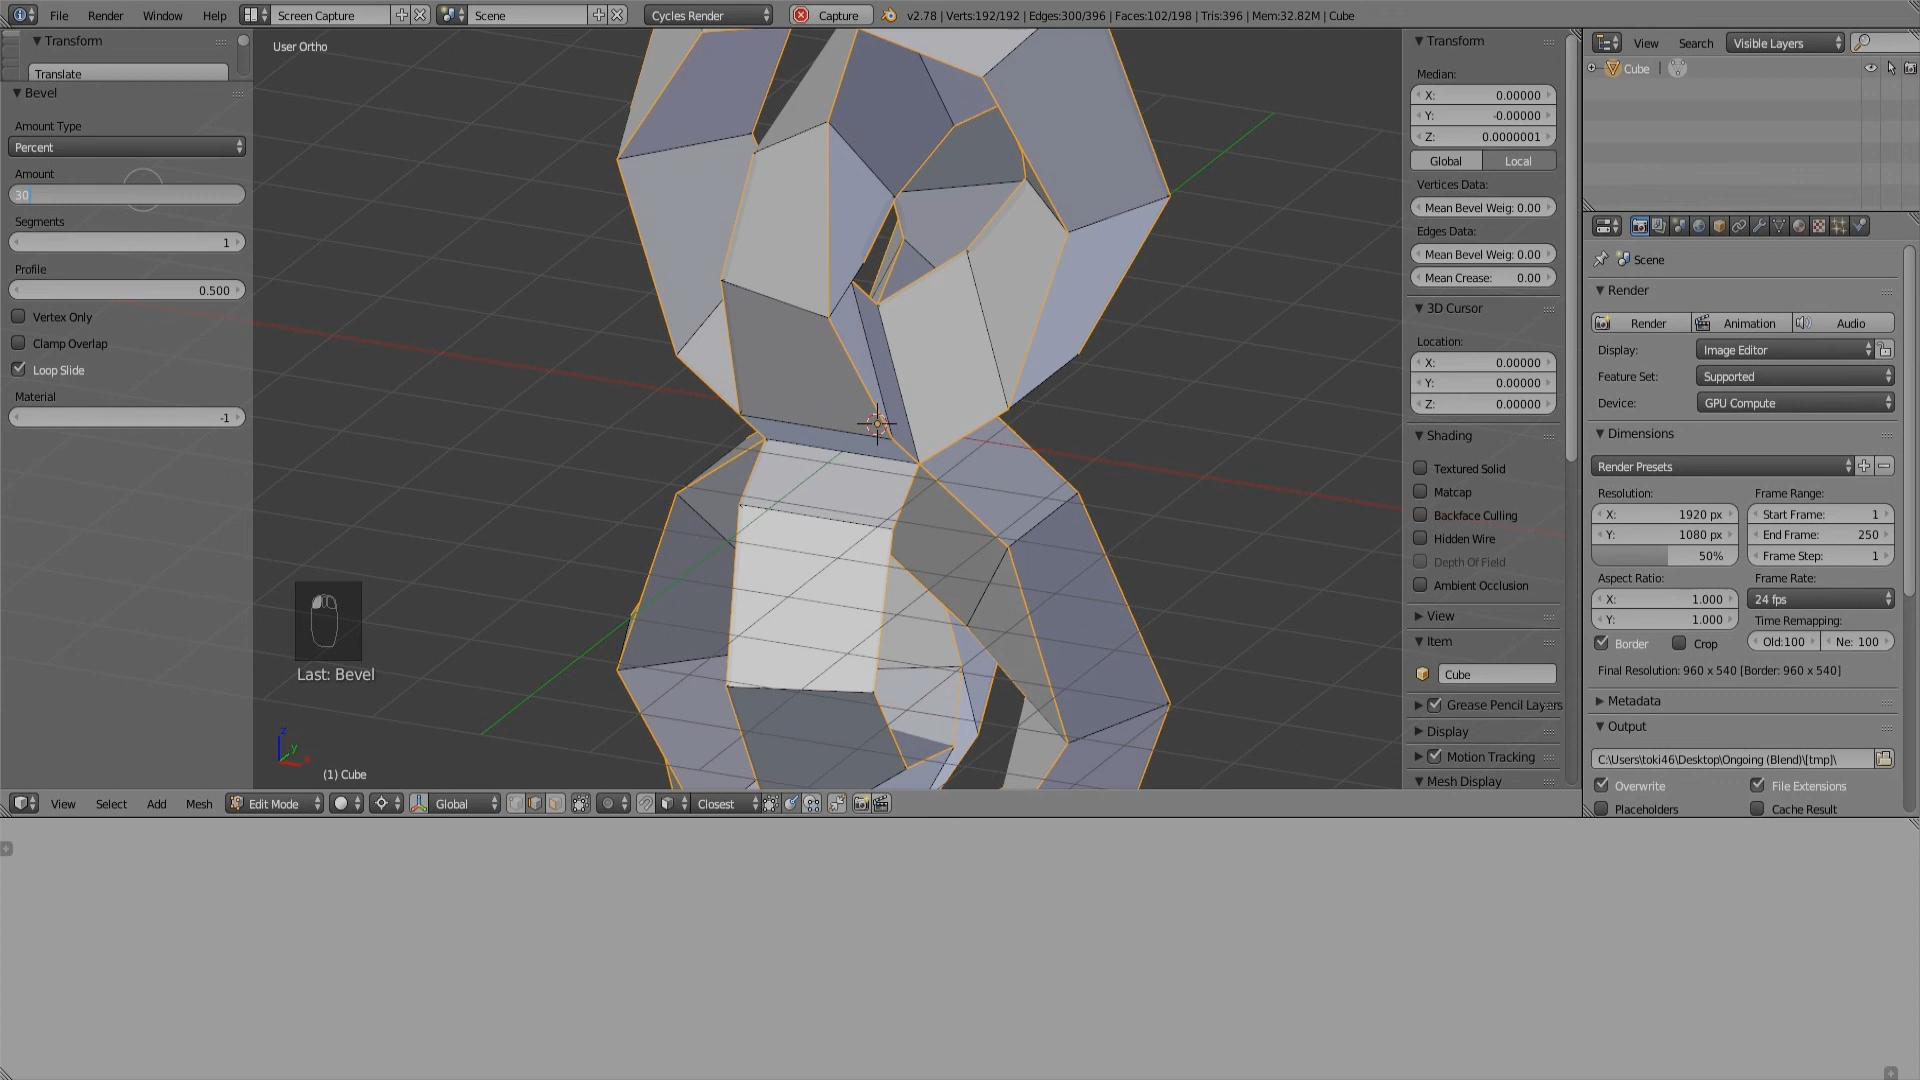 File Render Window Help Screen Capture Scene Cycles Render Capture v2.78 | Verts:192/192 | Edges:300/396 | Faces:102/198 | Tris:396 | Mem:32.82M | Cube
Transform
Translate
Bevel
Amount Type
Percent
Amount
30
Segments
1
Profile
0.500
Vertex Only
Clamp Overlap
Loop Slide
Material
-1
User Ortho
Last: Bevel
z
y
(1) Cube
View Select Add Mesh Edit Mode Global Closest
Transform
Median:
X: 0.00000
Y: -0.00000
Z: 0.0000001
Global Local
Vertices Data:
Mean Bevel Weig: 0.00
Edges Data:
Mean Bevel Weig: 0.00
Mean Crease: 0.00
3D Cursor
Location:
X: 0.00000
Y: 0.00000
Z: 0.00000
Shading
Textured Solid
Matcap
Backface Culling
Hidden Wire
Depth Of Field
Ambient Occlusion
View
Item
Cube
Grease Pencil Layers
Display
Motion Tracking
Mesh Display
View Search Visible Layers
Cube
Scene
Render
Render Animation Audio
Display: Image Editor
Feature Set: Supported
Device: GPU Compute
Dimensions
Render Presets
Resolution: Frame Range:
X: 1920 px Start Frame: 1
Y: 1080 px End Frame: 250
50% Frame Step: 1
Aspect Ratio: Frame Rate:
X: 1.000 24 fps
Y: 1.000 Time Remapping:
Border Crop Old:100 Ne: 100
Final Resolution: 960 x 540 [Border: 960 x 540]
Metadata
Output
C:\Users\toki46\Desktop\Ongoing (Blend)\[tmp]\
Overwrite File Extensions
Placeholders Cache Result